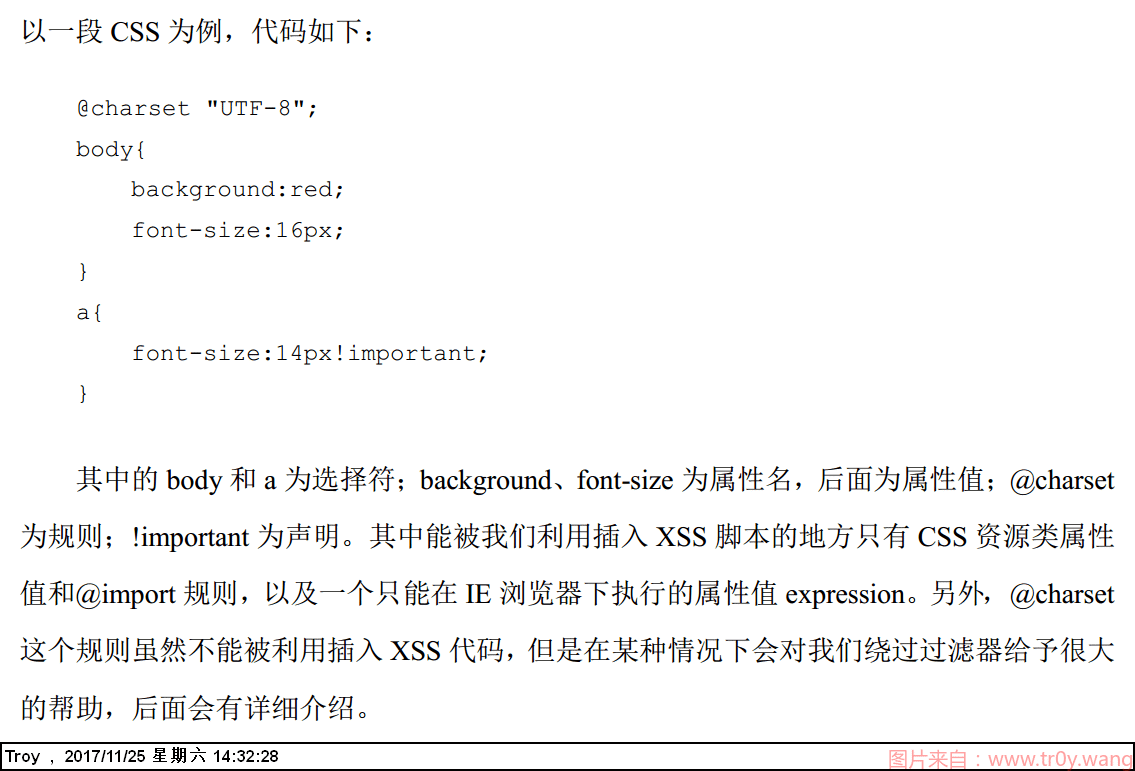 以一段 CSS 为例，代码如下：
@charset "UTF-8";
body{
background:red;
font-size:16px;
}
a{
font-size:14px!important;
}
其中的 body 和 a 为选择符；background、font-size 为属性名，后面为属性值；@charset
为规则；!important 为声明。其中能被我们利用插入 XSS 脚本的地方只有 CSS 资源类属性
值和@import 规则，以及一个只能在 IE 浏览器下执行的属性值 expression。另外，@charset
这个规则虽然不能被利用插入 XSS 代码，但是在某种情况下会对我们绕过过滤器给予很大
的帮助，后面会有详细介绍。
Troy ，2017/11/25 星期六 14:32:28
图片来自：www.tr0y.wang